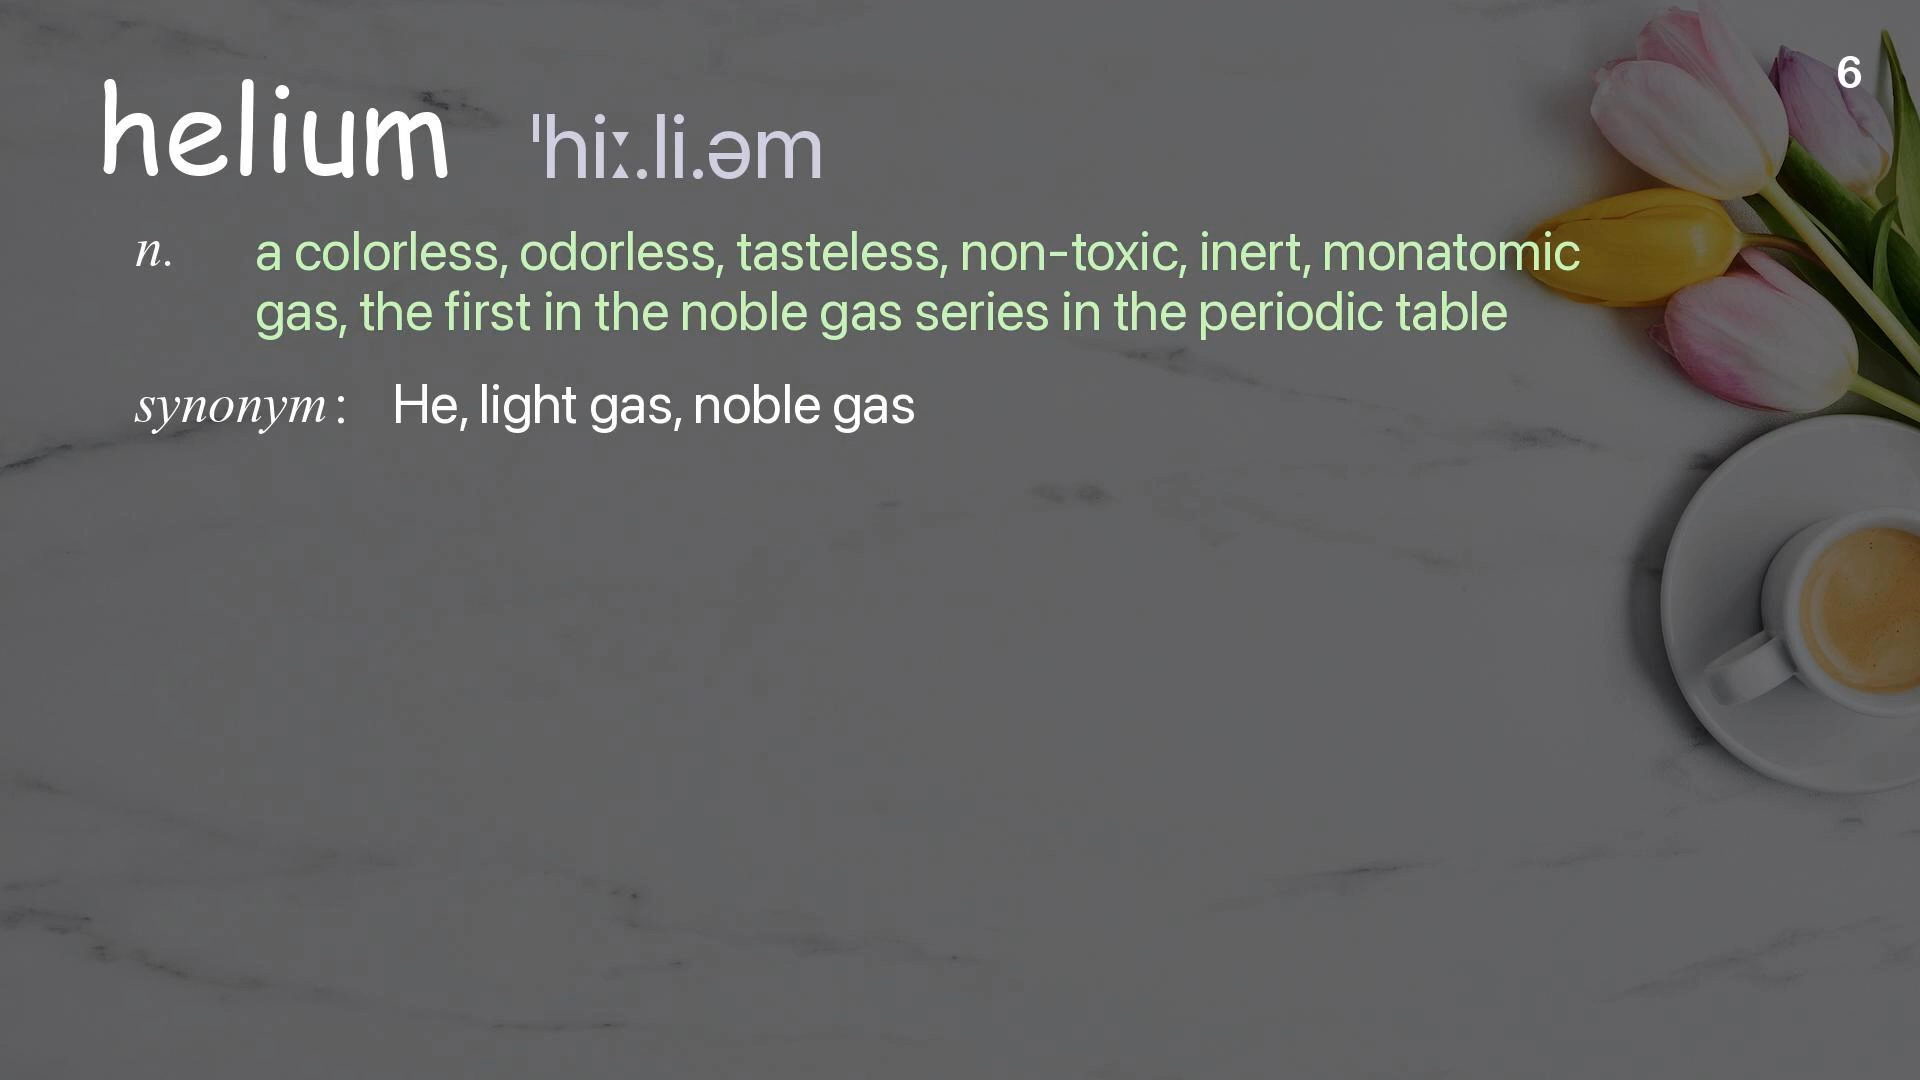 6
helium ˈhiː.li.əm
n. a colorless, odorless, tasteless, non-toxic, inert, monatomic
gas, the first in the noble gas series in the periodic table
synonym: He, light gas, noble gas